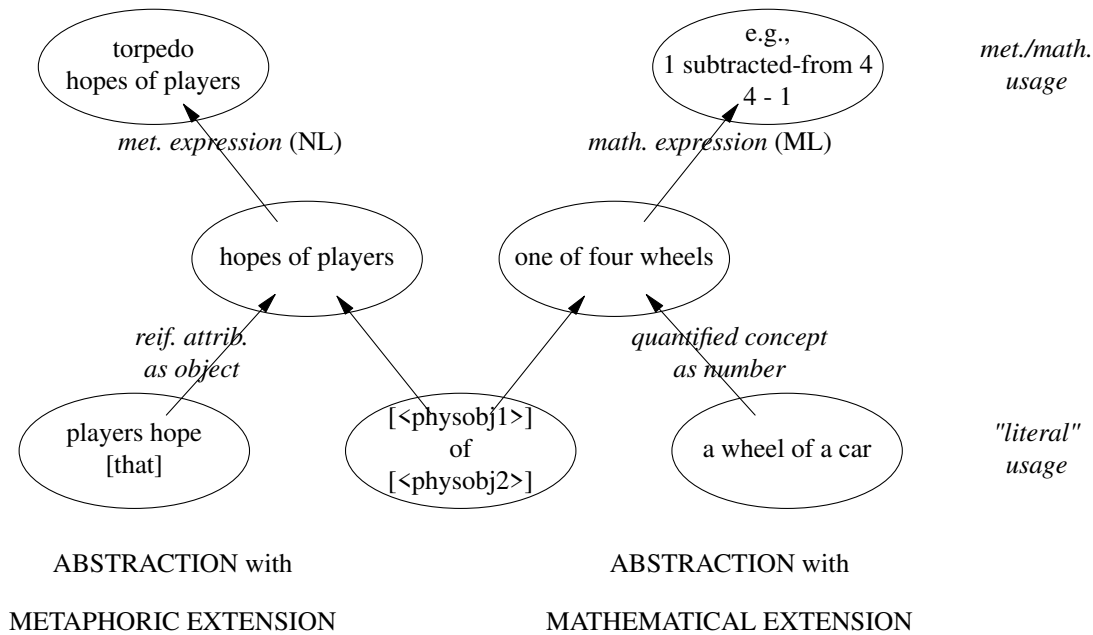 torpedo
hopes of players
e.g.,
1 subtracted-from 4
4 - 1
met./math.
usage
met. expression (NL)
math. expression (ML)
hopes of players
one of four wheels
reif. attrib.
as object
quantified concept
as number
players hope
[that]
[<physobj1>]
of
[<physobj2>]
a wheel of a car
"literal"
usage
ABSTRACTION with
METAPHORIC EXTENSION
ABSTRACTION with
MATHEMATICAL EXTENSION